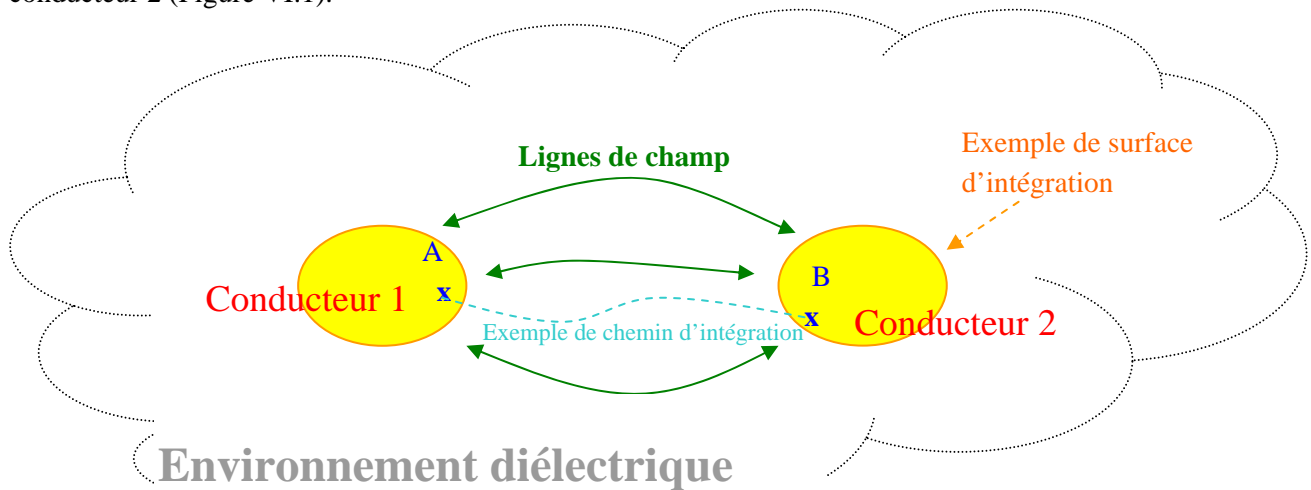 conducteur 2 (Figure VI.1).
Lignes de champ
Exemple de surface
d'intégration
A
B
Conducteur 1
x
x
Conducteur 2
Exemple de chemin d'intégration
Environnement diélectrique